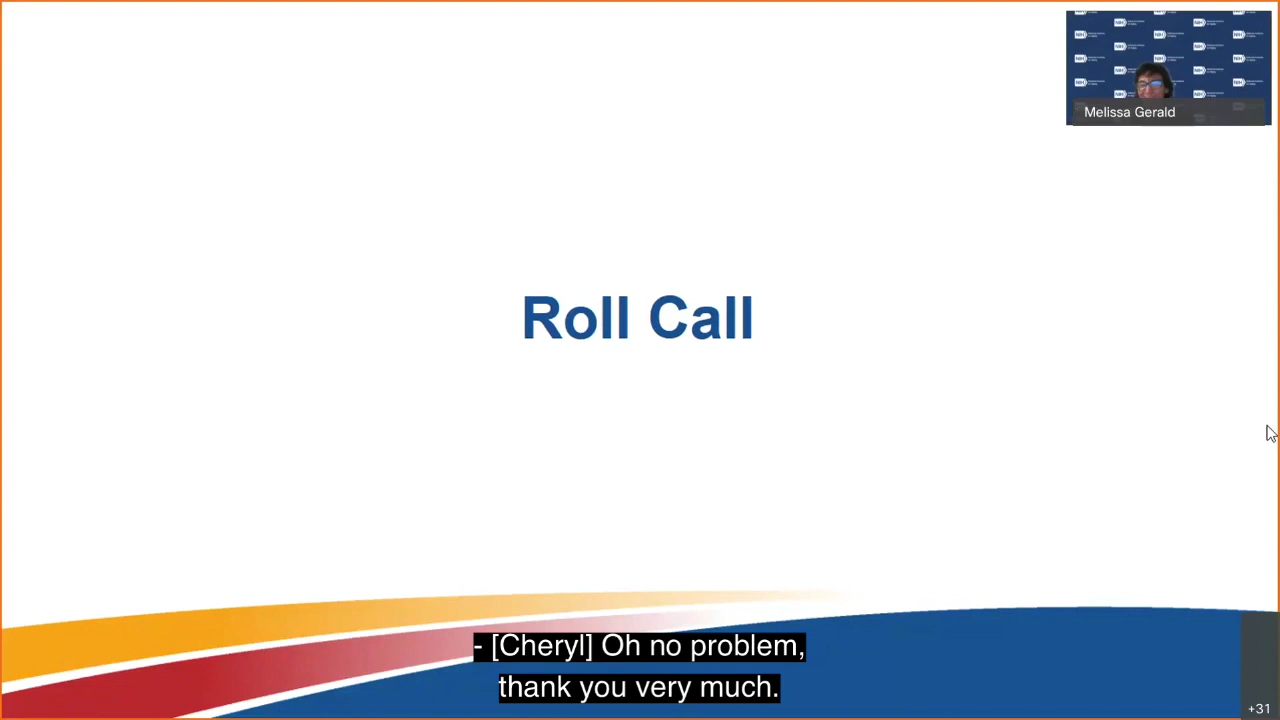 Melissa Gerald
Roll Call
- [Cheryl] Oh no problem,
thank you very much.
+31